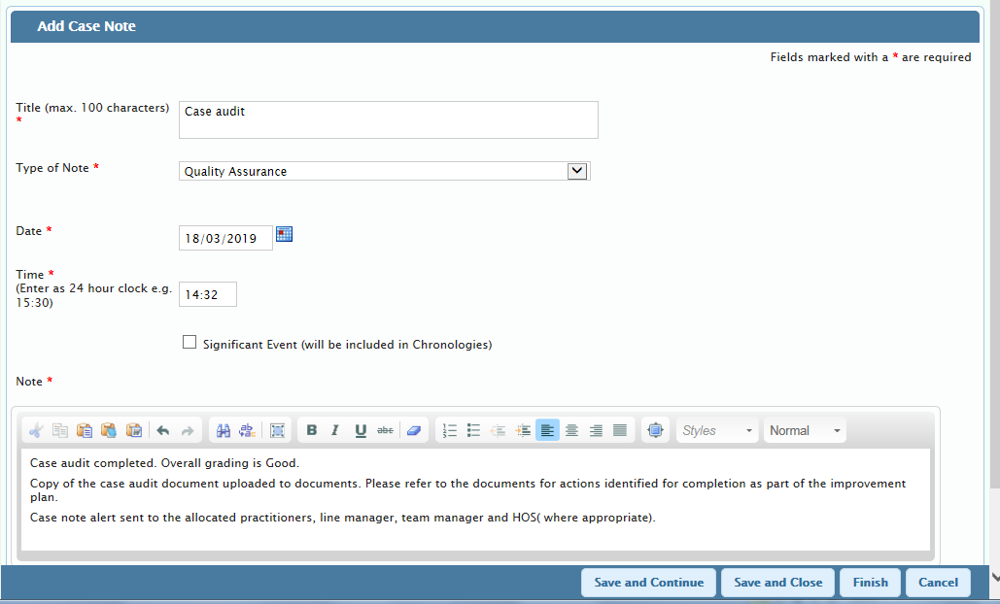 Add Case Note
Fields marked with a * are required
Title (max. 100 characters)
*
Case audit
Type of Note *
Quality Assurance
Date *
18/03/2019
Time *
(Enter as 24 hour clock e.g.
15:30)
14:32
Significant Event (will be included in Chronologies)
Note *
B I U abc
Styles
Normal
Case audit completed. Overall grading is Good.
Copy of the case audit document uploaded to documents. Please refer to the documents for actions identified for completion as part of the improvement
plan.
Case note alert sent to the allocated practitioners, line manager, team manager and HOS( where appropriate).
Save and Continue
Save and Close
Finish
Cancel